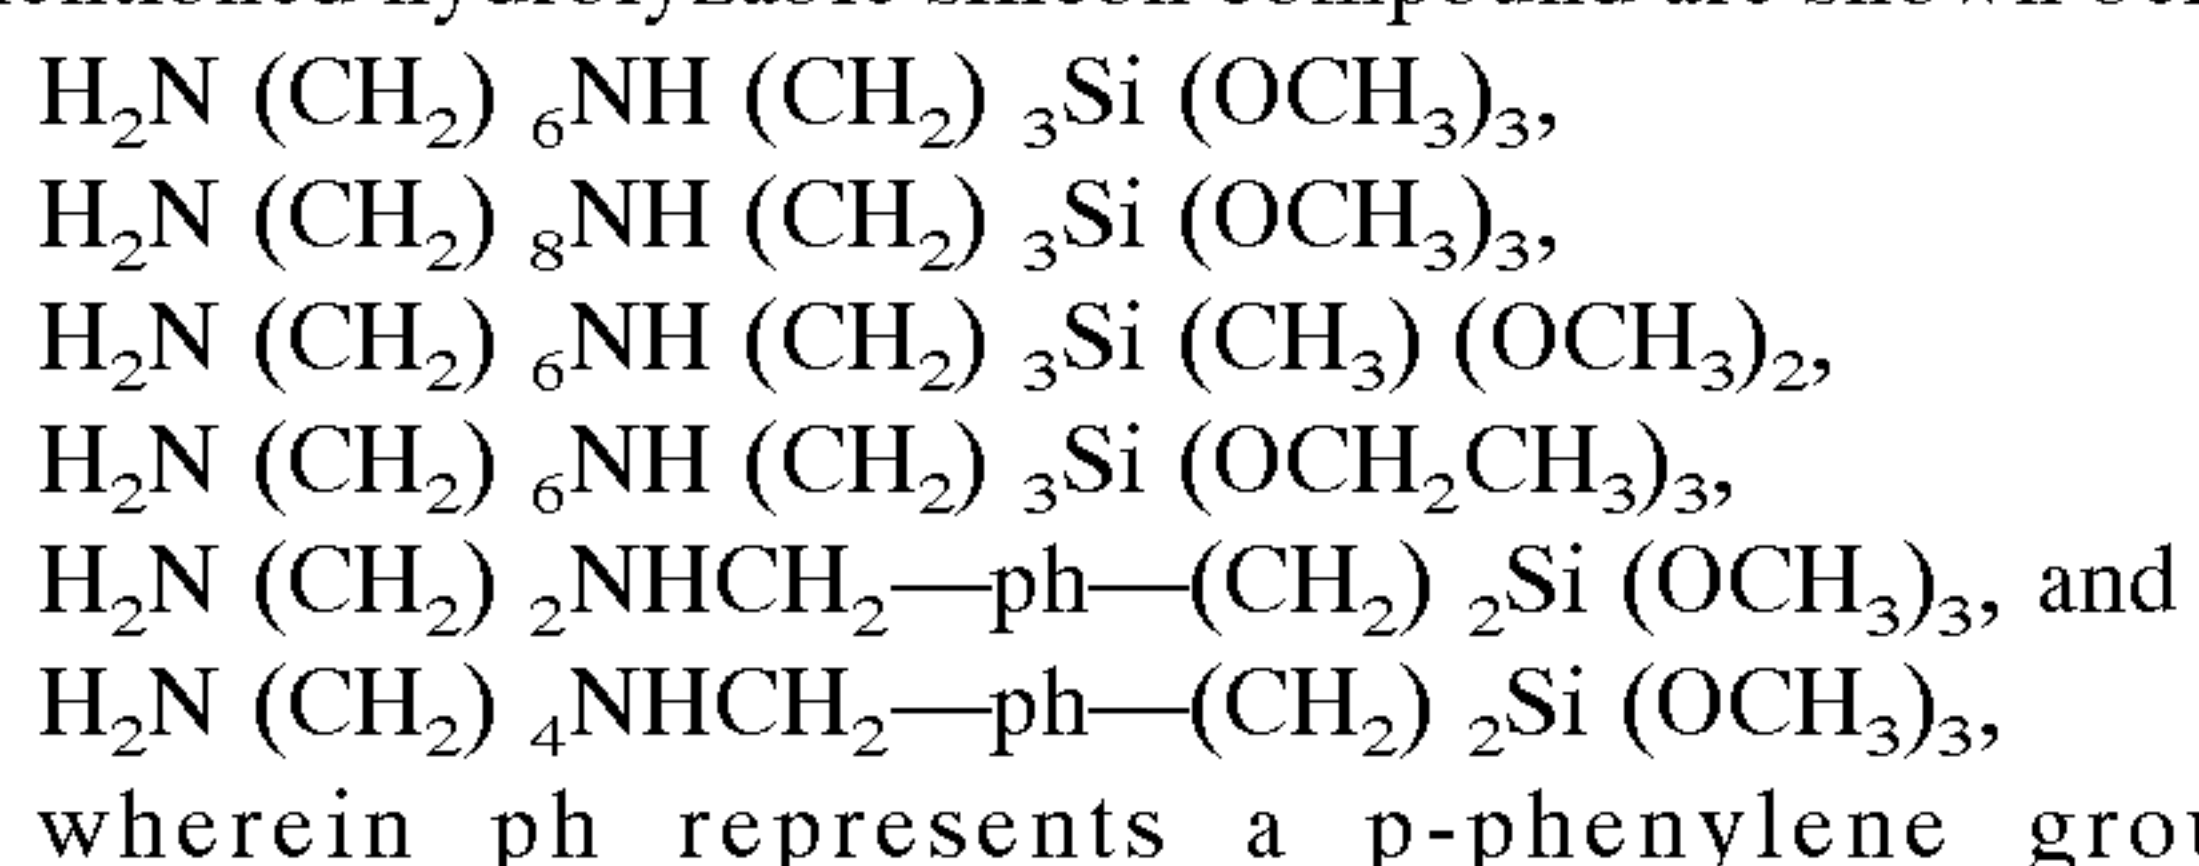 H₂N (CH₂) ₆NH (CH₂) ₃Si (OCH₃)₃,
H₂N (CH₂) ₈NH (CH₂) ₃Si (OCH₃)₃,
H₂N (CH₂) ₆NH (CH₂) ₃Si (CH₃) (OCH₃)₂,
H₂N (CH₂) ₆NH (CH₂) ₃Si (OCH₂CH₃)₃,
H₂N (CH₂) ₂NHCH₂—ph—(CH₂) ₂Si (OCH₃)₃, and
H₂N (CH₂) ₄NHCH₂—ph—(CH₂) ₂Si (OCH₃)₃,
wherein ph represents a p-phenylene